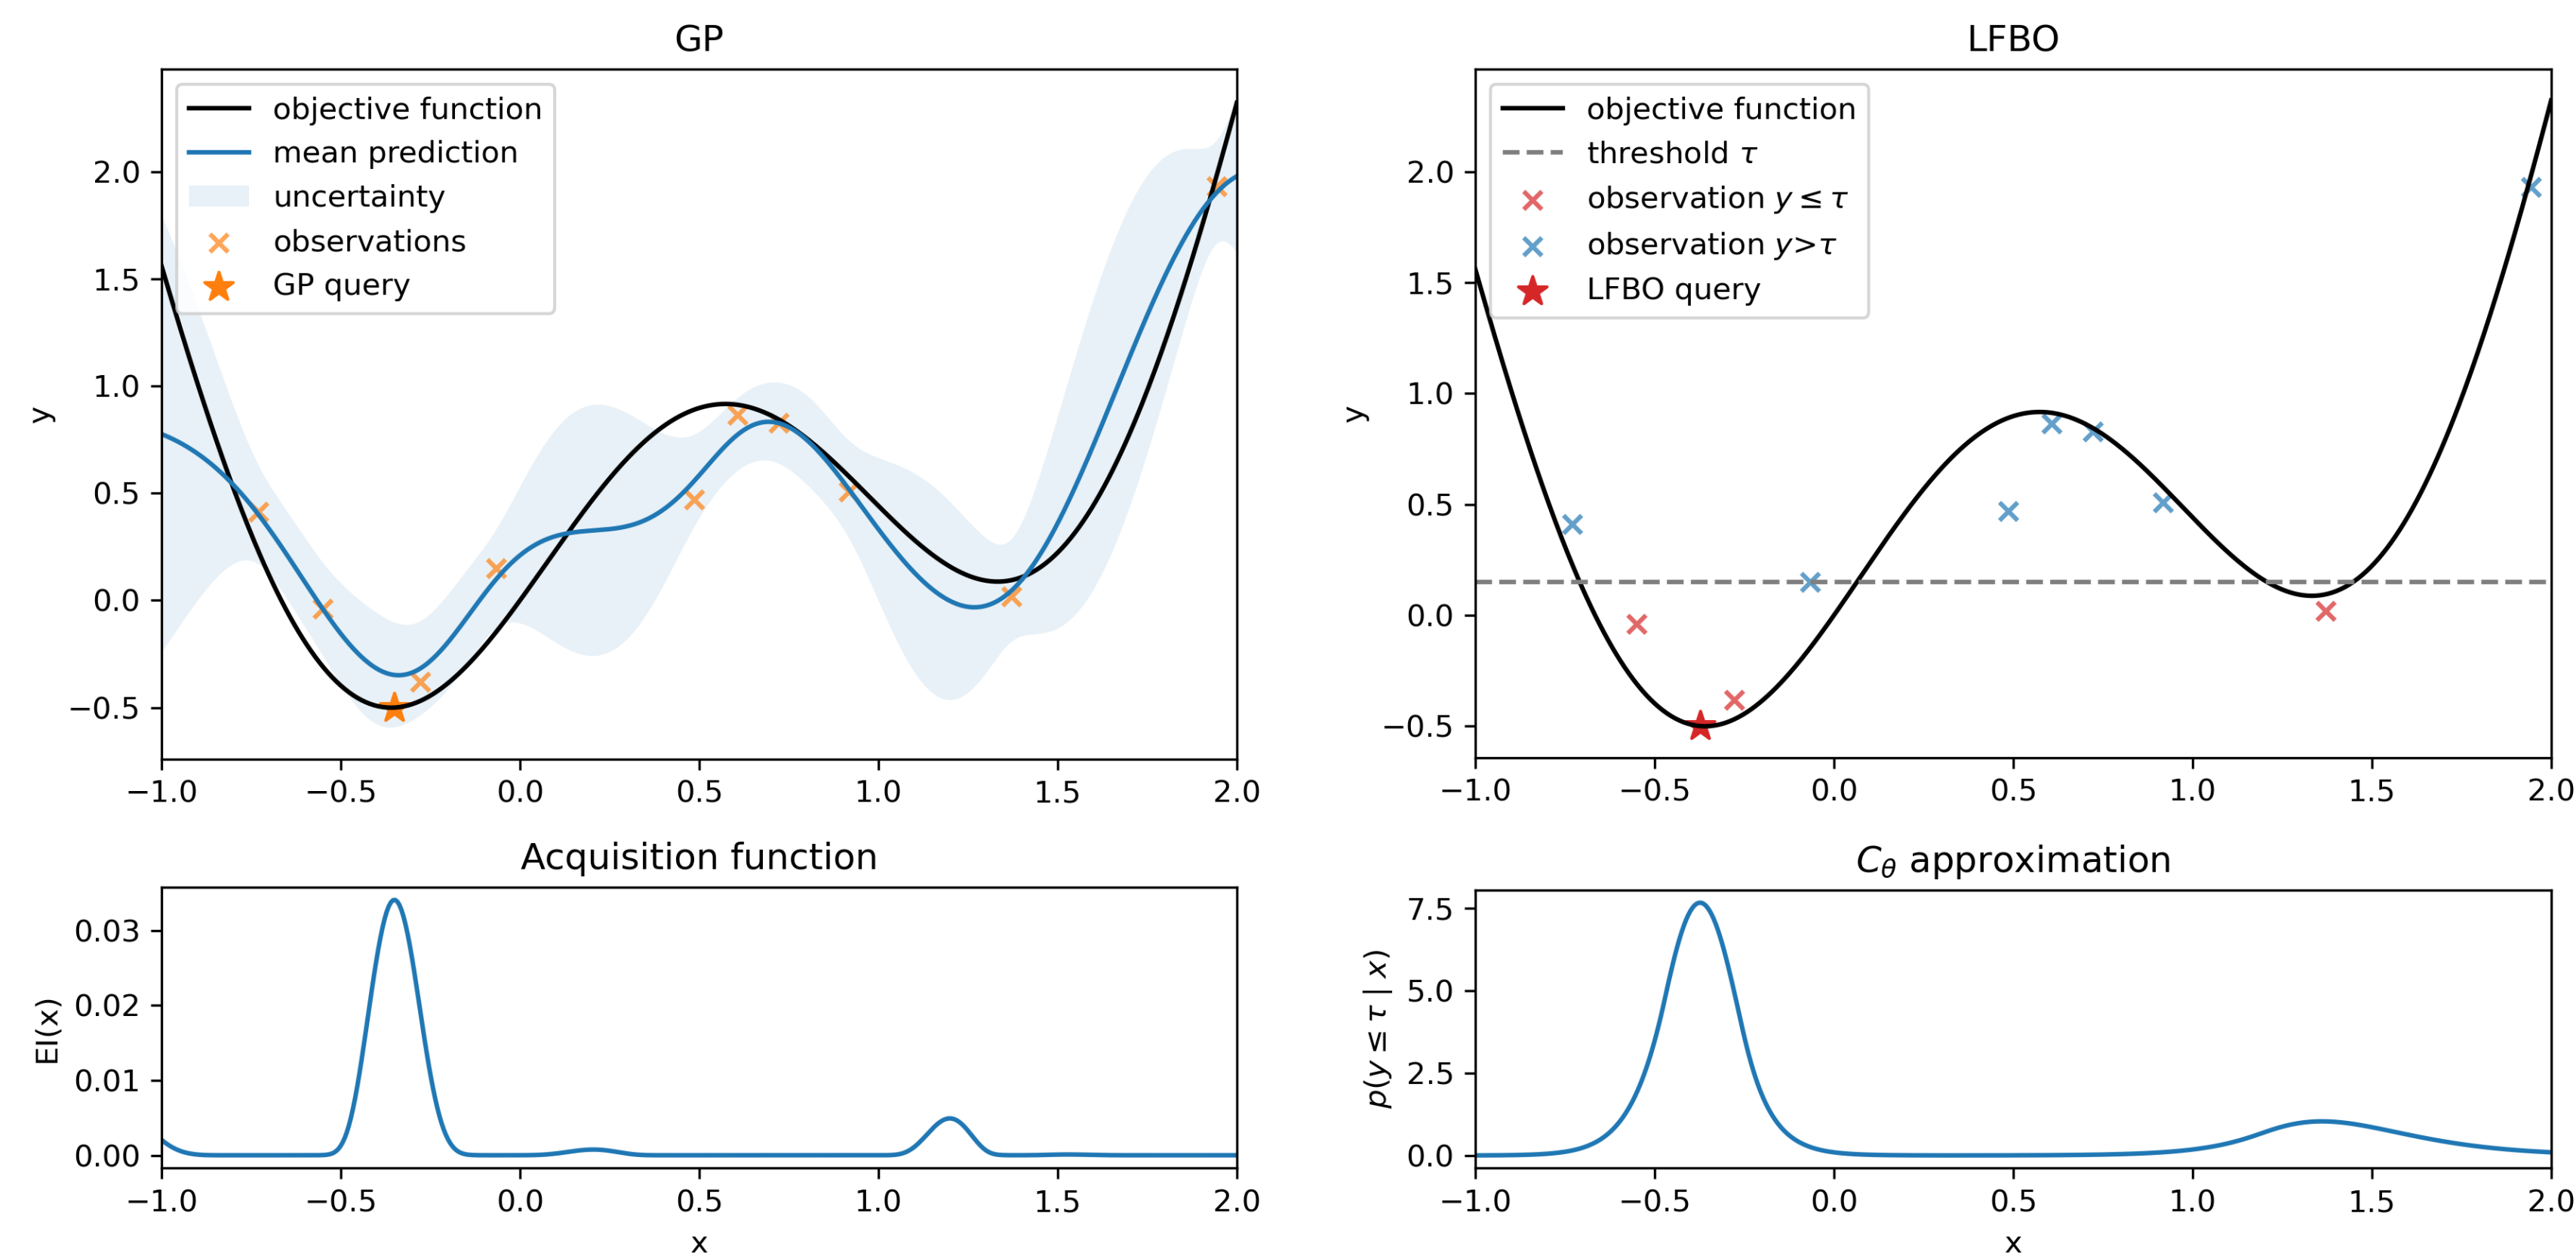 GP
objective function
mean prediction
uncertainty
observations
GP query
y
2.0
1.5
1.0
0.5
0.0
−0.5
−1.0 −0.5 0.0 0.5 1.0 1.5 2.0
LFBO
objective function
threshold τ
observation y ≤ τ
observation y>τ
LFBO query
y
2.0
1.5
1.0
0.5
0.0
−0.5
−1.0 −0.5 0.0 0.5 1.0 1.5 2.0
Acquisition function
EI(x)
0.03
0.02
0.01
0.00
−1.0 −0.5 0.0 0.5 1.0 1.5 2.0
x
Cθ approximation
p(y ≤ τ | x)
7.5
5.0
2.5
0.0
−1.0 −0.5 0.0 0.5 1.0 1.5 2.0
x